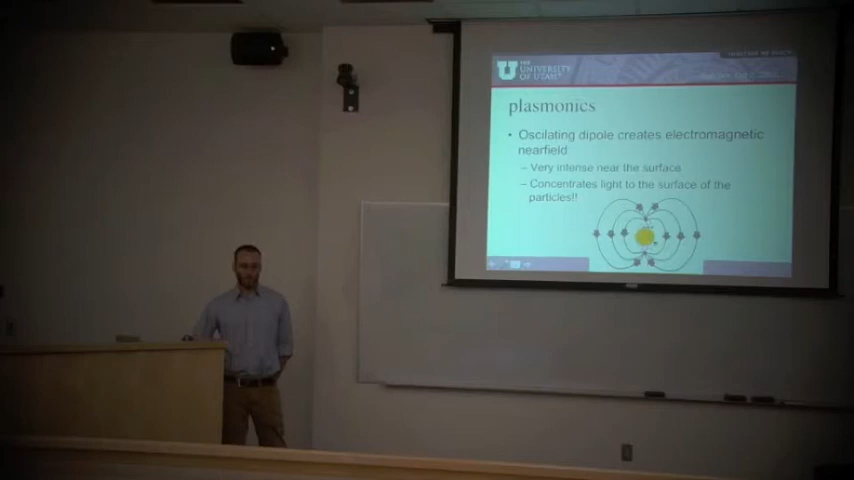 THE
UNIVERSITY
OF UTAH
plasmonics
• Oscilating dipole creates electromagnetic
nearfield
– Very intense near the surface
– Concentrates light to the surface of the
particles!!